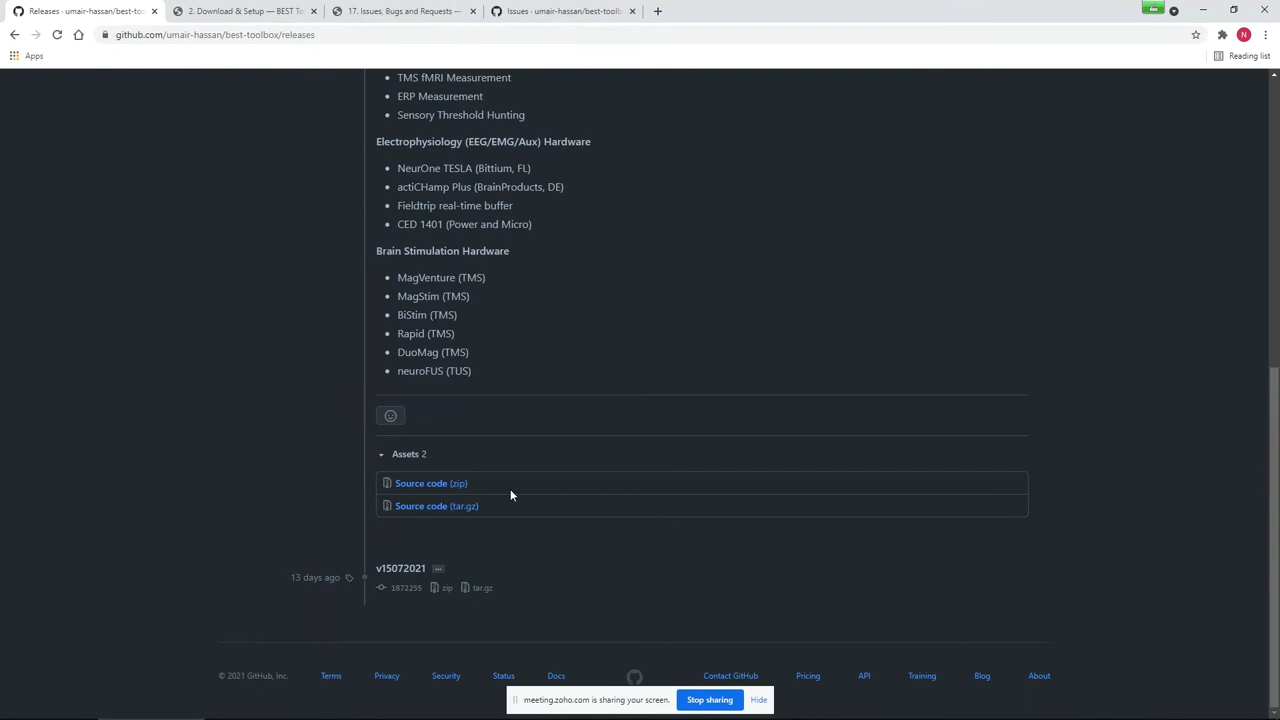 Releases · umair-hassan/best-too
2. Download & Setup — BEST To
17. Issues, Bugs and Requests —
Issues · umair-hassan/best-toolb
github.com/umair-hassan/best-toolbox/releases
N
Apps
Reading list
TMS fMRI Measurement
ERP Measurement
Sensory Threshold Hunting
Electrophysiology (EEG/EMG/Aux) Hardware
NeurOne TESLA (Bittium, FL)
actiCHamp Plus (BrainProducts, DE)
Fieldtrip real-time buffer
CED 1401 (Power and Micro)
Brain Stimulation Hardware
MagVenture (TMS)
MagStim (TMS)
BiStim (TMS)
Rapid (TMS)
DuoMag (TMS)
neuroFUS (TUS)
Assets 2
Source code (zip)
Source code (tar.gz)
13 days ago
v15072021 ...
1872255 zip tar.gz
© 2021 GitHub, Inc. Terms Privacy Security Status Docs Contact GitHub Pricing API Training Blog About
meeting.zoho.com is sharing your screen. Stop sharing Hide